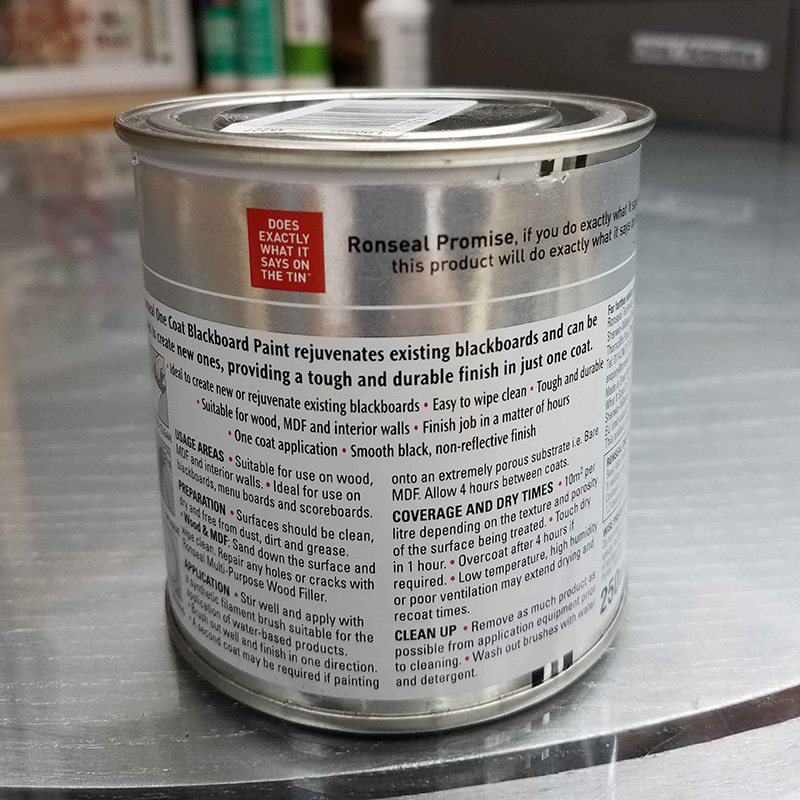 DOES
EXACTLY
WHAT IT
SAYS ON
THE TIN™
Ronseal Promise, if you do exactly what it says
this product will do exactly what it says on
One Coat Blackboard Paint rejuvenates existing blackboards and can be
to create new ones, providing a tough and durable finish in just one coat.
• Ideal to create new or rejuvenate existing blackboards • Easy to wipe clean • Tough and durable
• Suitable for wood, MDF and interior walls • Finish job in a matter of hours
• One coat application • Smooth black, non-reflective finish
USAGE AREAS • Suitable for use on wood,
MDF and interior walls. • Ideal for use on
blackboards, menu boards and scoreboards.
PREPARATION • Surfaces should be clean,
dry and free from dust, dirt and grease.
• Wood & MDF: Sand down the surface and
wipe clean. Repair any holes or cracks with
Ronseal Multi-Purpose Wood Filler.
APPLICATION • Stir well and apply with
a synthetic filament brush suitable for the
application of water-based products.
• Brush out well and finish in one direction.
• A second coat may be required if painting
onto an extremely porous substrate i.e. Bare
MDF. Allow 4 hours between coats.
COVERAGE AND DRY TIMES • 10m² per
litre depending on the texture and porosity
of the surface being treated. • Touch dry
in 1 hour. • Overcoat after 4 hours if
required. • Low temperature, high humidity
or poor ventilation may extend drying and
recoat times.
CLEAN UP • Remove as much product as
possible from application equipment prior
to cleaning. • Wash out brushes with water
and detergent.
For further
Ronseal
250